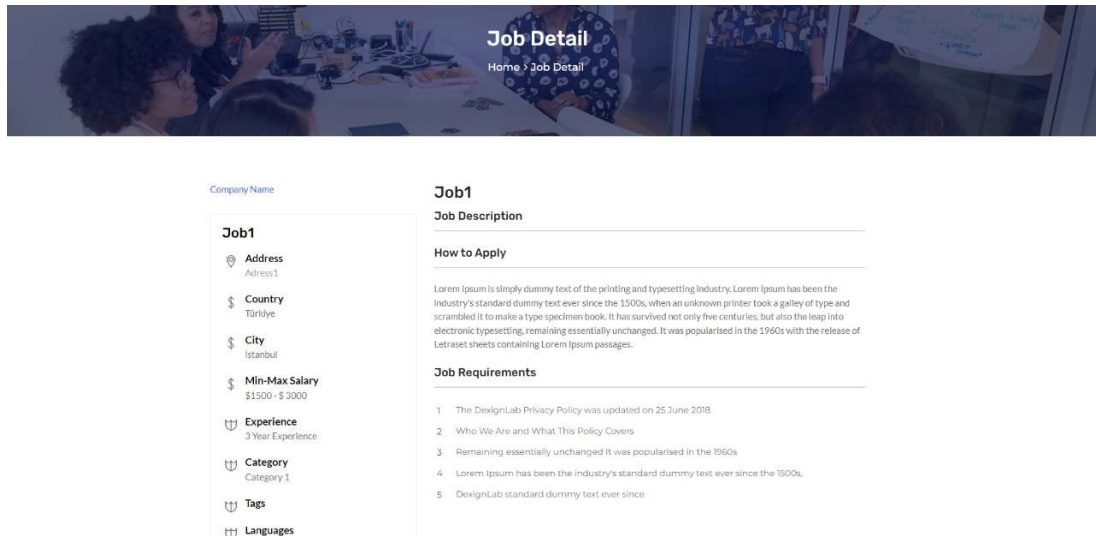 Job Detail
Home > Job Detail
Company Name
Job1
Address
Adress1
Country
Türkiye
City
Istanbul
Min-Max Salary
$1500 - $ 3000
Experience
3 Year Experience
Category
Category 1
Tags
Languages
Job1
Job Description
How to Apply
Lorem Ipsum is simply dummy text of the printing and typesetting industry. Lorem Ipsum has been the
industry's standard dummy text ever since the 1500s, when an unknown printer took a galley of type and
scrambled it to make a type specimen book. It has survived not only five centuries, but also the leap into
electronic typesetting, remaining essentially unchanged. It was popularised in the 1960s with the release of
Letraset sheets containing Lorem Ipsum passages.
Job Requirements
1 The DexignLab Privacy Policy was updated on 25 June 2018.
2 Who We Are and What This Policy Covers
3 Remaining essentially unchanged It was popularised in the 1960s
4 Lorem Ipsum has been the industry's standard dummy text ever since the 1500s,
5 DexignLab standard dummy text ever since